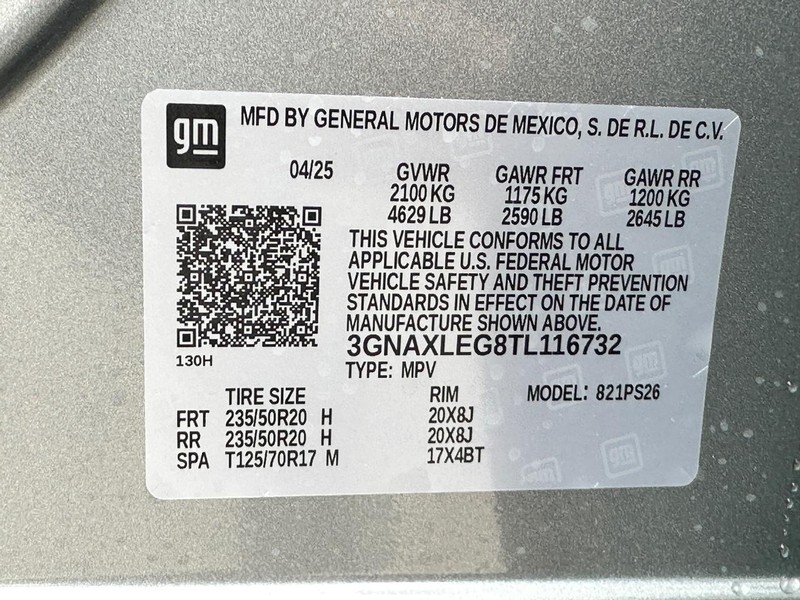 gm MFD BY GENERAL MOTORS DE MEXICO, S. DE R.L. DE C.V.
04/25 GVWR GAWR FRT GAWR RR
2100 KG 1175 KG 1200 KG
4629 LB 2590 LB 2645 LB
THIS VEHICLE CONFORMS TO ALL
APPLICABLE U.S. FEDERAL MOTOR
VEHICLE SAFETY AND THEFT PREVENTION
STANDARDS IN EFFECT ON THE DATE OF
MANUFACTURE SHOWN ABOVE.
130H
3GNAXLEG8TL116732
TYPE: MPV
TIRE SIZE RIM MODEL: 821PS26
FRT 235/50R20 H 20X8J
RR 235/50R20 H 20X8J
SPA T125/70R17 M 17X4BT